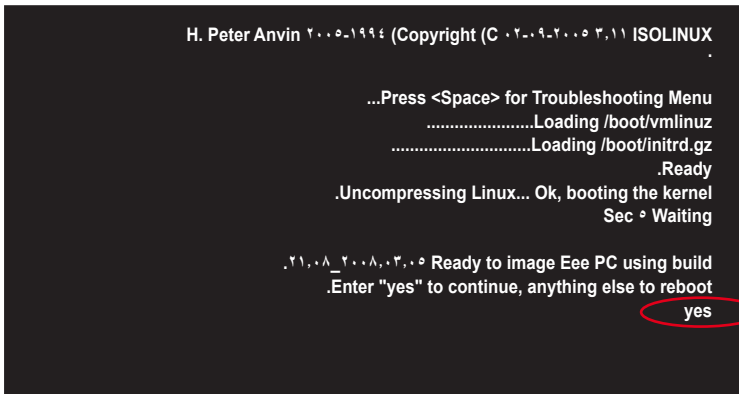 H. Peter Anvin ٢٠٠٥-١٩٩٤ (Copyright (C ٠٢-٠٩-٢٠٠٥ ٣,١١ ISOLINUX
.
...Press <Space> for Troubleshooting Menu
.......................Loading /boot/vmlinuz
..............................Loading /boot/initrd.gz
.Ready
.Uncompressing Linux... Ok, booting the kernel
Sec ٥ Waiting
.٢١,٠٨_٢٠٠٨,٠٣,٠٥ Ready to image Eee PC using build
.Enter "yes" to continue, anything else to reboot
yes